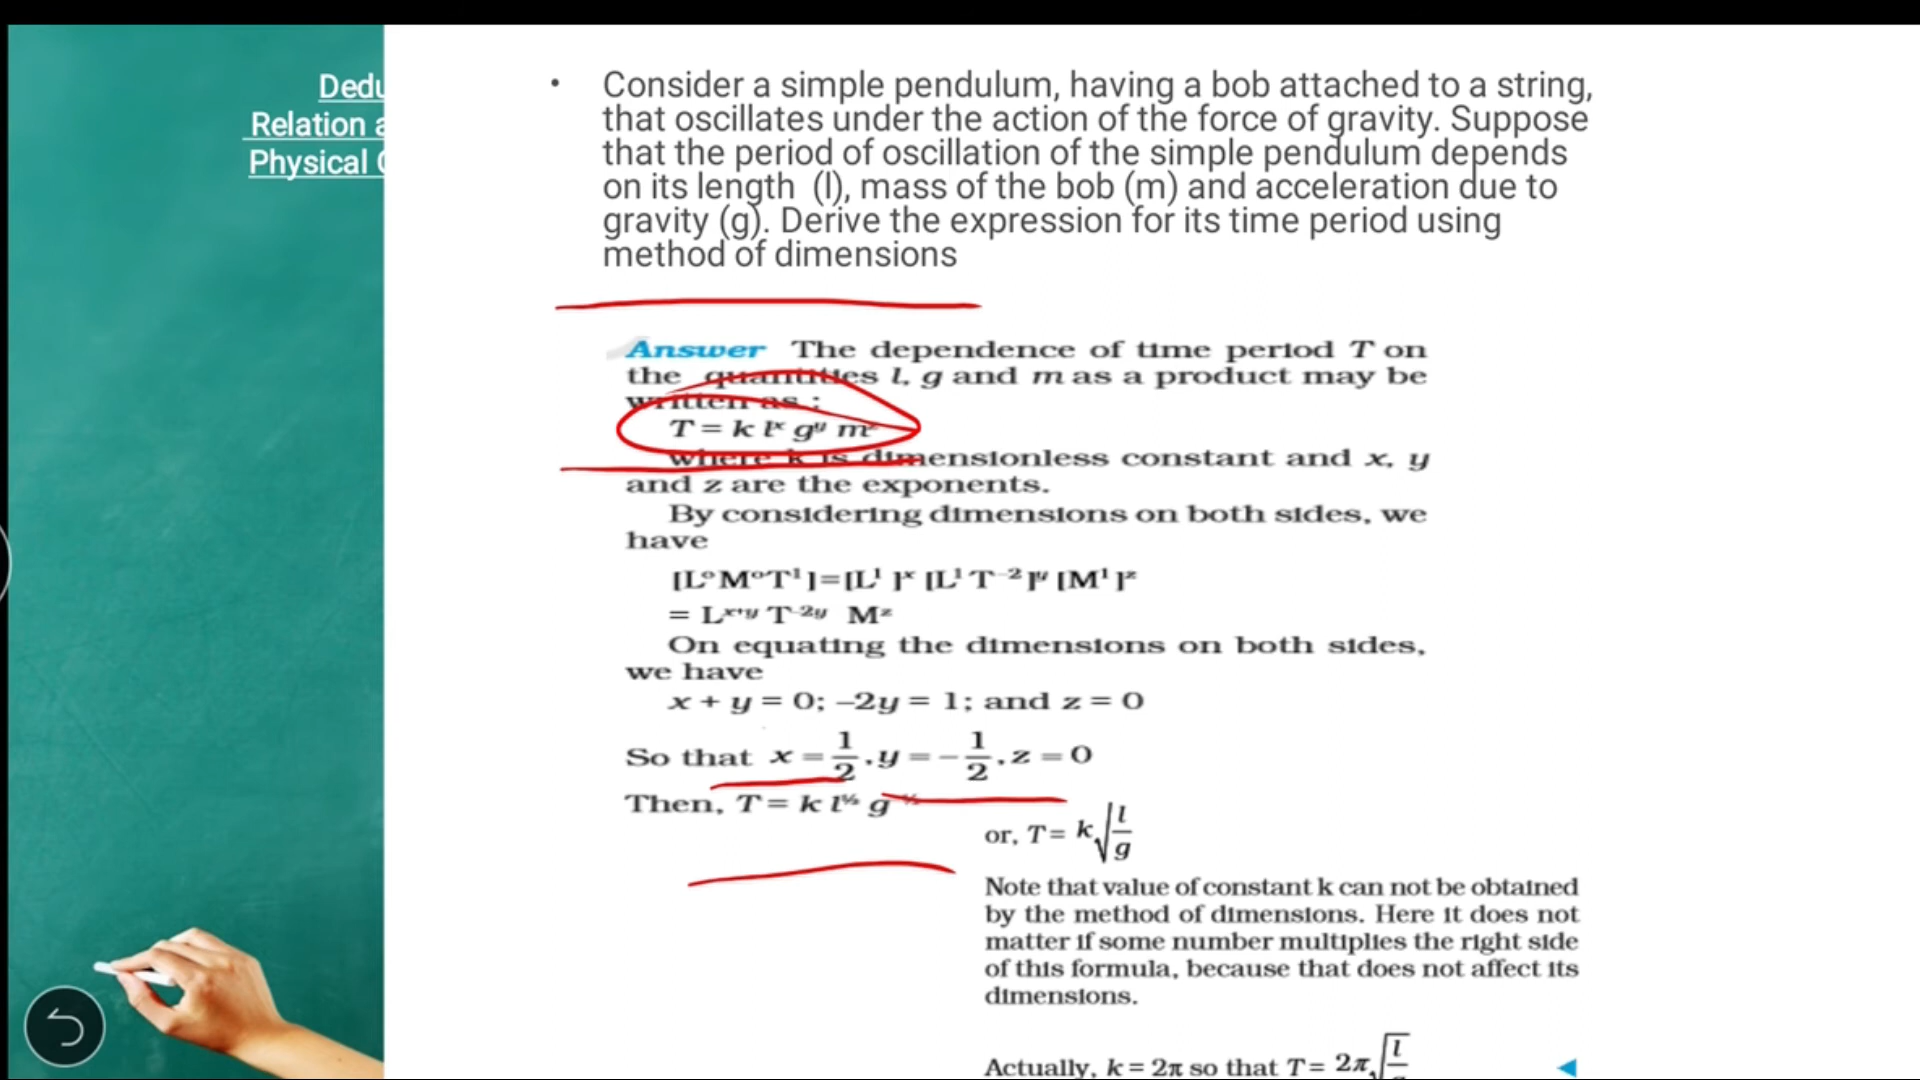 Dedu
Relation a
Physical
• Consider a simple pendulum, having a bob attached to a string,
that oscillates under the action of the force of gravity. Suppose
that the period of oscillation of the simple pendulum depends
on its length (l), mass of the bob (m) and acceleration due to
gravity (g). Derive the expression for its time period using
method of dimensions
Answer The dependence of time period T on
the quantities l, g and m as a product may be
written as :
T = k lˣ gʸ mᶻ
where k is dimensionless constant and x, y
and z are the exponents.
By considering dimensions on both sides, we
have
[L⁰M⁰T¹]=[L¹]ˣ [L¹T⁻²]ʸ [M¹]ᶻ
= Lˣ⁺ʸ T⁻²ʸ Mᶻ
On equating the dimensions on both sides,
we have
x + y = 0; –2y = 1; and z = 0
So that x = 1/2, y = – 1/2, z = 0
Then, T = k l^½ g^–½
or, T = k √(l/g)
Note that value of constant k can not be obtained
by the method of dimensions. Here it does not
matter if some number multiplies the right side
of this formula, because that does not affect its
dimensions.
Actually, k = 2π so that T = 2π √(l/g)